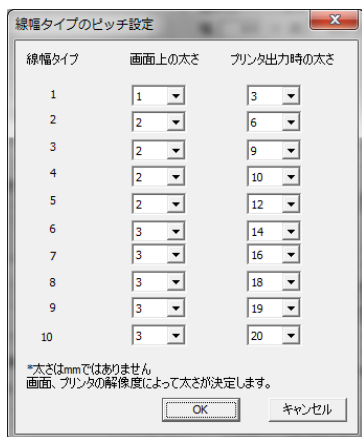 線幅タイプのピッチ設定
線幅タイプ 画面上の太さ プリンタ出力時の太さ
1 1 3
2 2 6
3 2 9
4 2 10
5 2 12
6 3 14
7 3 16
8 3 18
9 3 19
10 3 20
*太さはmmではありません
画面、プリンタの解像度によって太さが決定します。
OK キャンセル